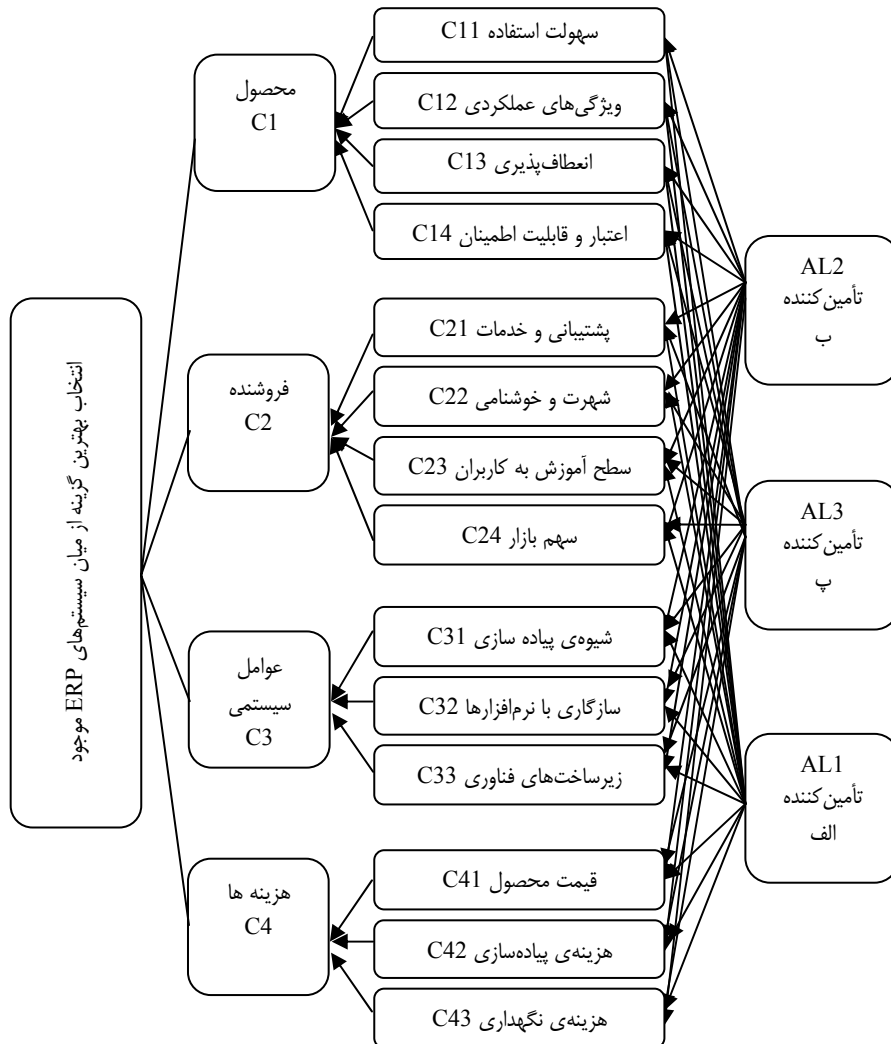 انتخاب بهترین گزینه از میان سیستم‌های ERP موجود
محصول
C1
فروشنده
C2
عوامل
سیستمی
C3
هزینه ها
C4
سهولت استفاده C11
ویژگی‌های عملکردی C12
انعطاف‌پذیری C13
اعتبار و قابلیت اطمینان C14
پشتیبانی و خدمات C21
شهرت و خوشنامی C22
سطح آموزش به کاربران C23
سهم بازار C24
شیوه‌ی پیاده سازی C31
سازگاری با نرم‌افزارها C32
زیرساخت‌های فناوری C33
قیمت محصول C41
هزینه‌ی پیاده‌سازی C42
هزینه‌ی نگهداری C43
AL2
تأمین‌کننده
ب
AL3
تأمین‌کننده
پ
AL1
تأمین‌کننده
الف